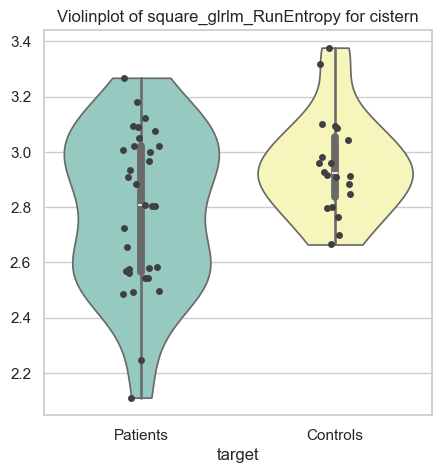 Violinplot of square_glrlm_RunEntropy for cistern
3.4
3.2
3.0
2.8
2.6
2.4
2.2
Patients Controls
target